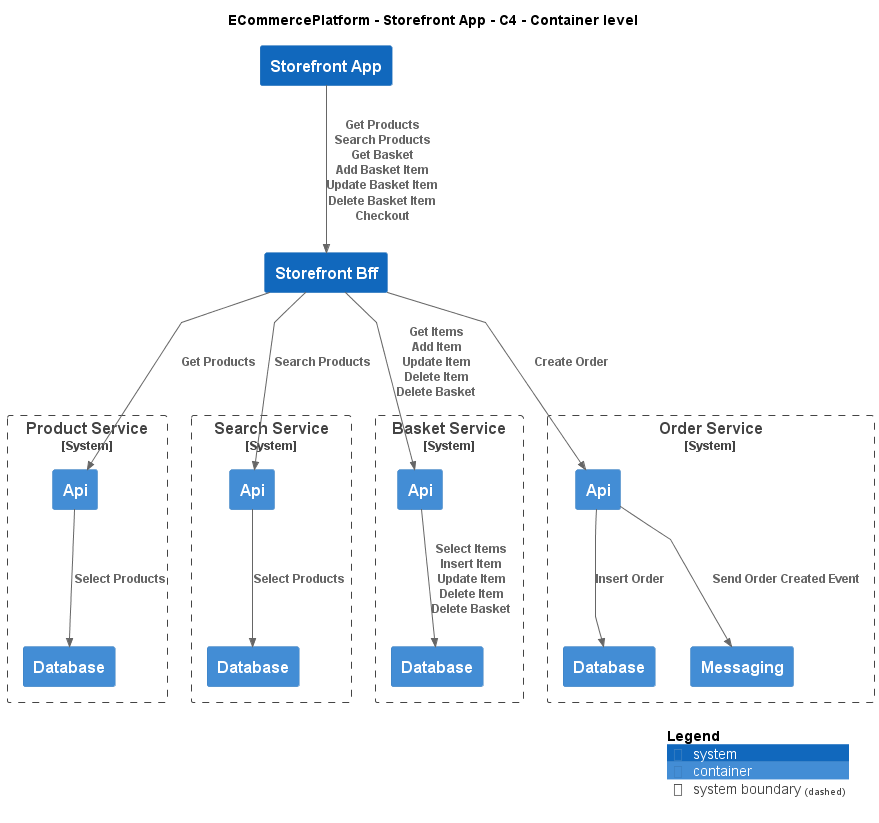 ECommercePlatform - Storefront App - C4 - Container level
Storefront App
Get Products
Search Products
Get Basket
Add Basket Item
Update Basket Item
Delete Basket Item
Checkout
Storefront Bff
Get Products
Search Products
Get Items
Add Item
Update Item
Delete Item
Delete Basket
Create Order
Product Service
[System]
Api
Select Products
Database
Search Service
[System]
Api
Select Products
Database
Basket Service
[System]
Api
Select Items
Insert Item
Update Item
Delete Item
Delete Basket
Database
Order Service
[System]
Api
Insert Order
Send Order Created Event
Database
Messaging
Legend
system
container
system boundary (dashed)